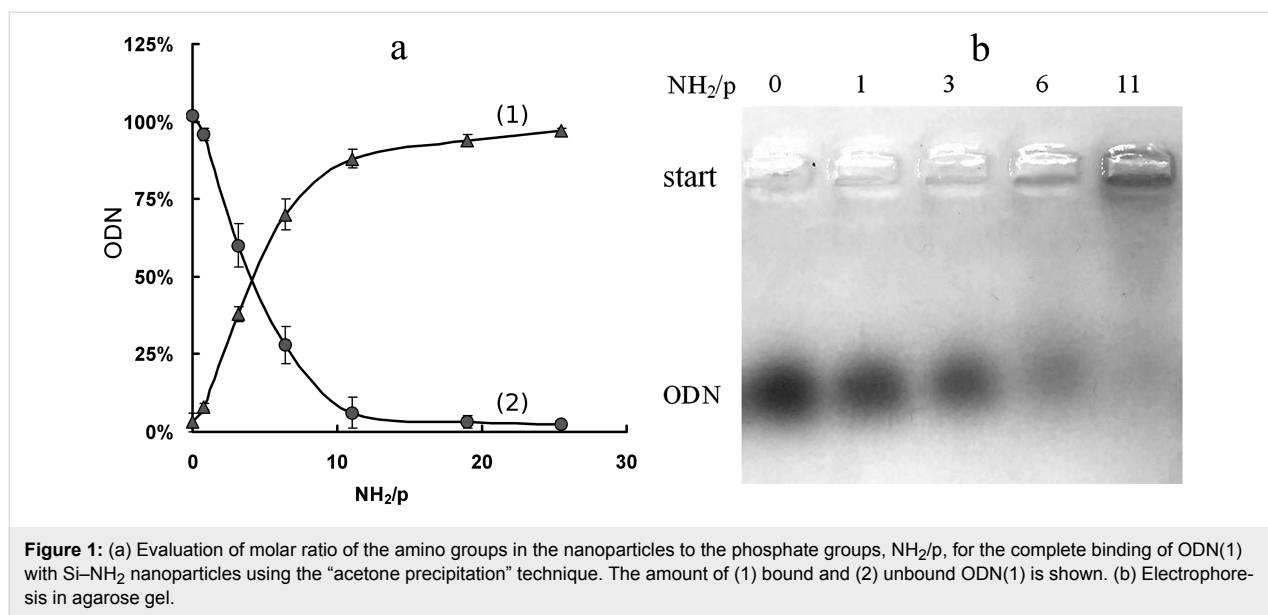 a
125%
100%
75%
50%
25%
0%
ODN
(1)
(2)
0 10 20 30
NH₂/p
b
NH₂/p 0 1 3 6 11
start
ODN
Figure 1: (a) Evaluation of molar ratio of the amino groups in the nanoparticles to the phosphate groups, NH₂/p, for the complete binding of ODN(1)
with Si–NH₂ nanoparticles using the “acetone precipitation” technique. The amount of (1) bound and (2) unbound ODN(1) is shown. (b) Electrophore-
sis in agarose gel.